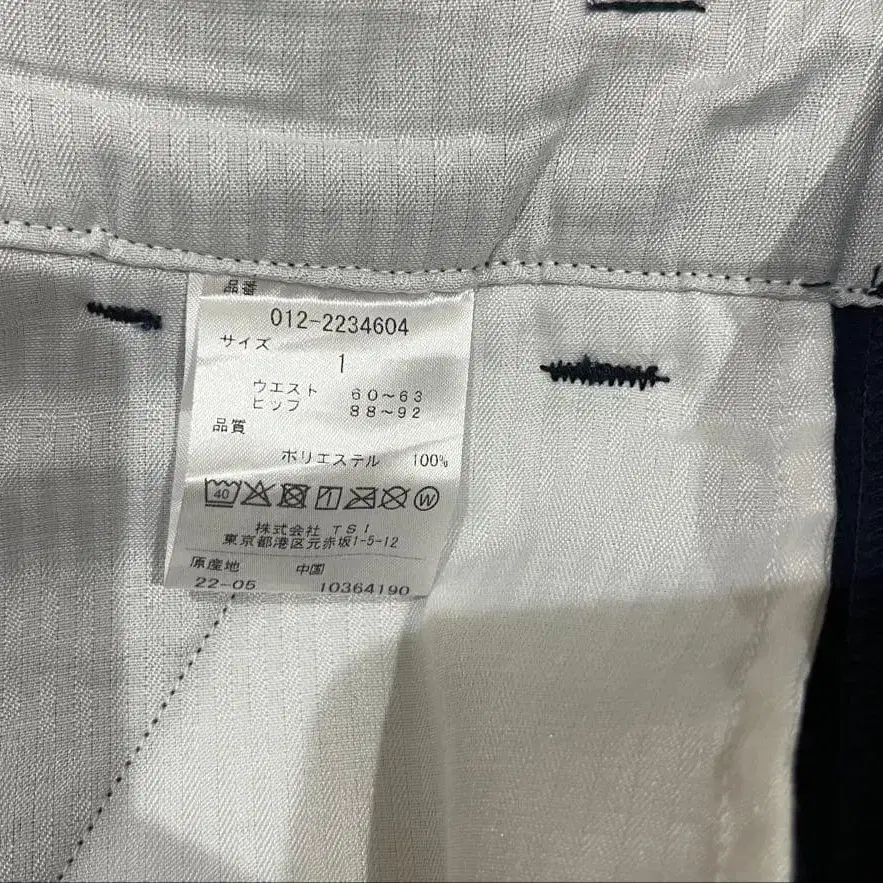 品番
012-2234604
サイズ
1
ウエスト 60～63
ヒップ 88～92
品質
ポリエステル 100%
40 W
株式会社 TSI
東京都港区元赤坂1-5-12
原産地 中国
22-05 10364190